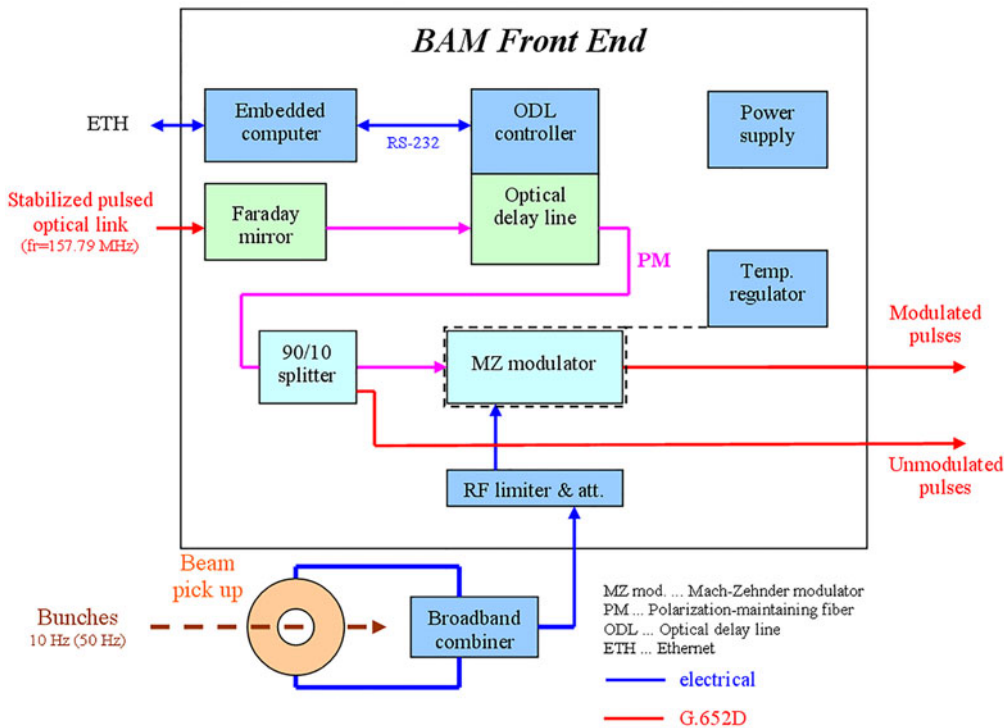 BAM Front End
ETH
Embedded
computer
RS-232
ODL
controller
Power
supply
Stabilized pulsed
optical link
(fr=157.79 MHz)
Faraday
mirror
Optical
delay line
PM
Temp.
regulator
Modulated
pulses
90/10
splitter
MZ modulator
Unmodulated
pulses
RF limiter & att.
Beam
pick up
Bunches
10 Hz (50 Hz)
Broadband
combiner
MZ mod. ... Mach-Zehnder modulator
PM ... Polarization-maintaining fiber
ODL ... Optical delay line
ETH ... Ethernet
electrical
G.652D